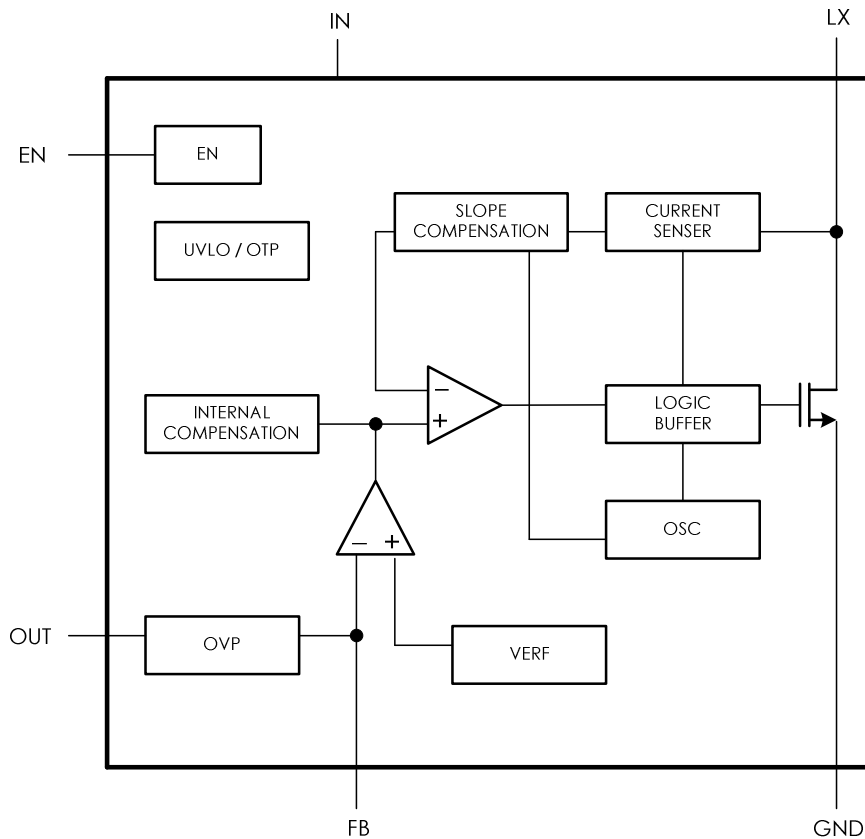 IN
LX
EN
EN
SLOPE
COMPENSATION
CURRENT
SENSER
UVLO / OTP
−
+
INTERNAL
COMPENSATION
LOGIC
BUFFER
OSC
− +
OUT
OVP
VERF
FB
GND